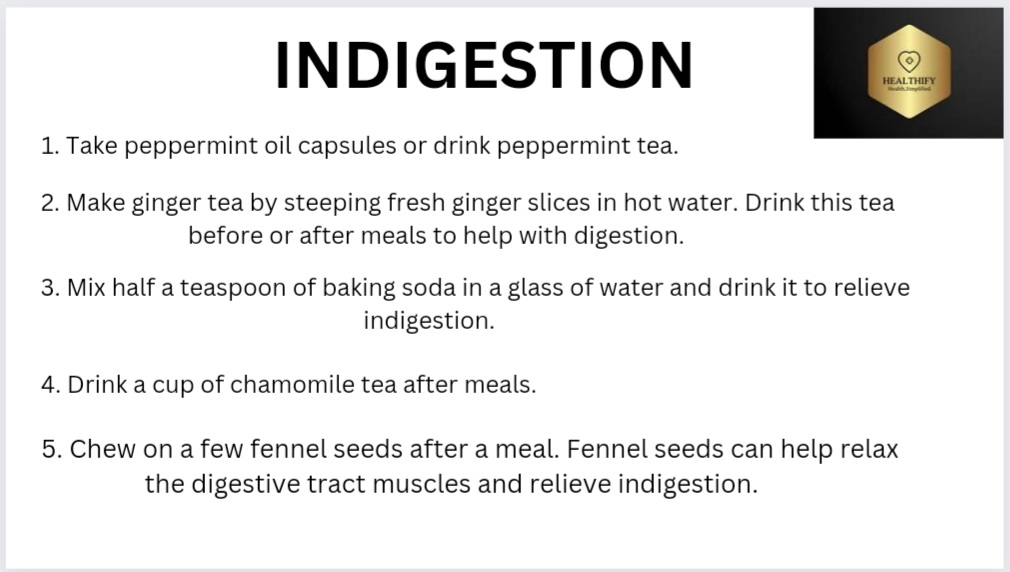 INDIGESTION
HEALTHIFY
Health, Simplified.
1. Take peppermint oil capsules or drink peppermint tea.
2. Make ginger tea by steeping fresh ginger slices in hot water. Drink this tea
before or after meals to help with digestion.
3. Mix half a teaspoon of baking soda in a glass of water and drink it to relieve
indigestion.
4. Drink a cup of chamomile tea after meals.
5. Chew on a few fennel seeds after a meal. Fennel seeds can help relax
the digestive tract muscles and relieve indigestion.